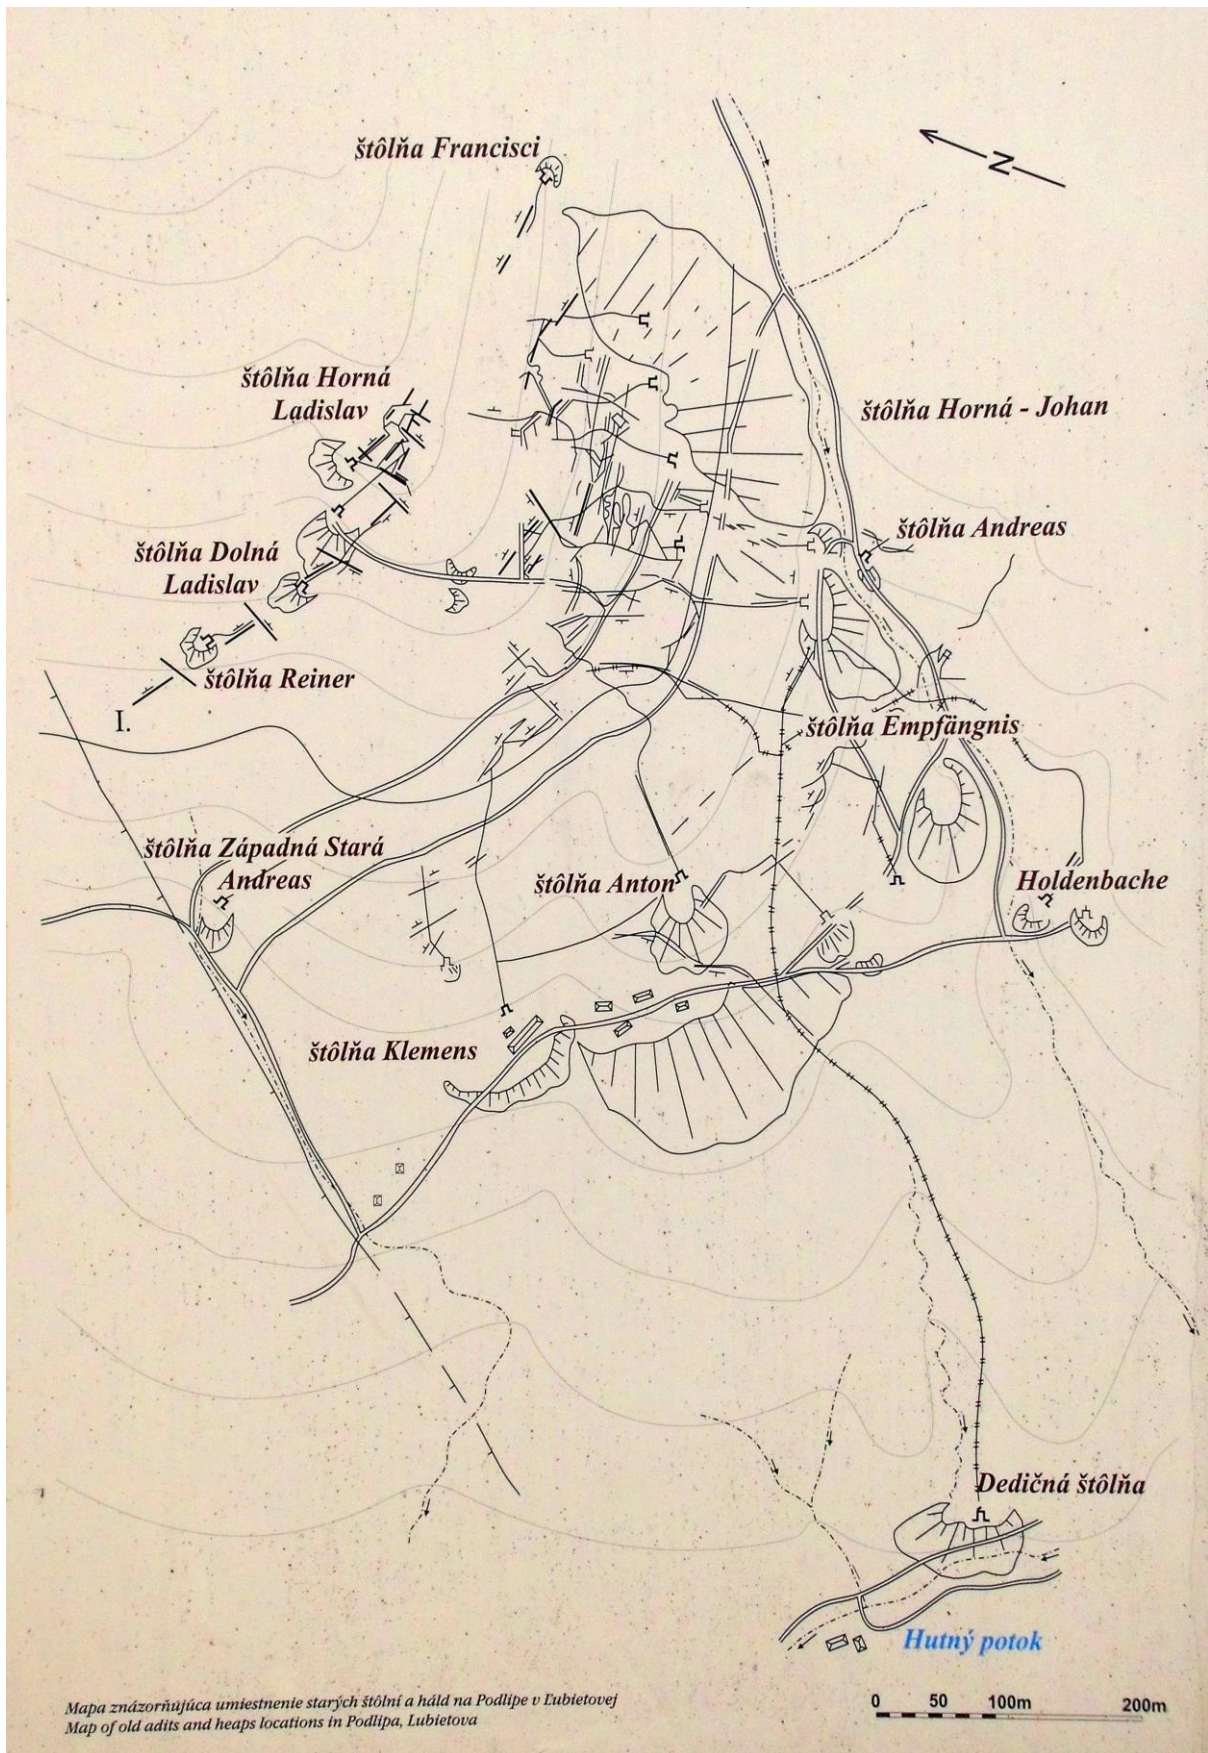 štôlňa Francisci
N
štôlňa Horná
Ladislav
štôlňa Horná - Johan
štôlňa Andreas
štôlňa Dolná
Ladislav
štôlňa Reiner
I.
štôlňa Empfängnis
štôlňa Západná Stará
Andreas
štôlňa Anton
Holdenbache
štôlňa Klemens
Dedičná štôlňa
Hutný potok
Mapa znázorňujúca umiestnenie starých štôlní a háld na Podlipe v Ľubietovej
Map of old adits and heaps locations in Podlipa, Lubietova
0 50 100m 200m